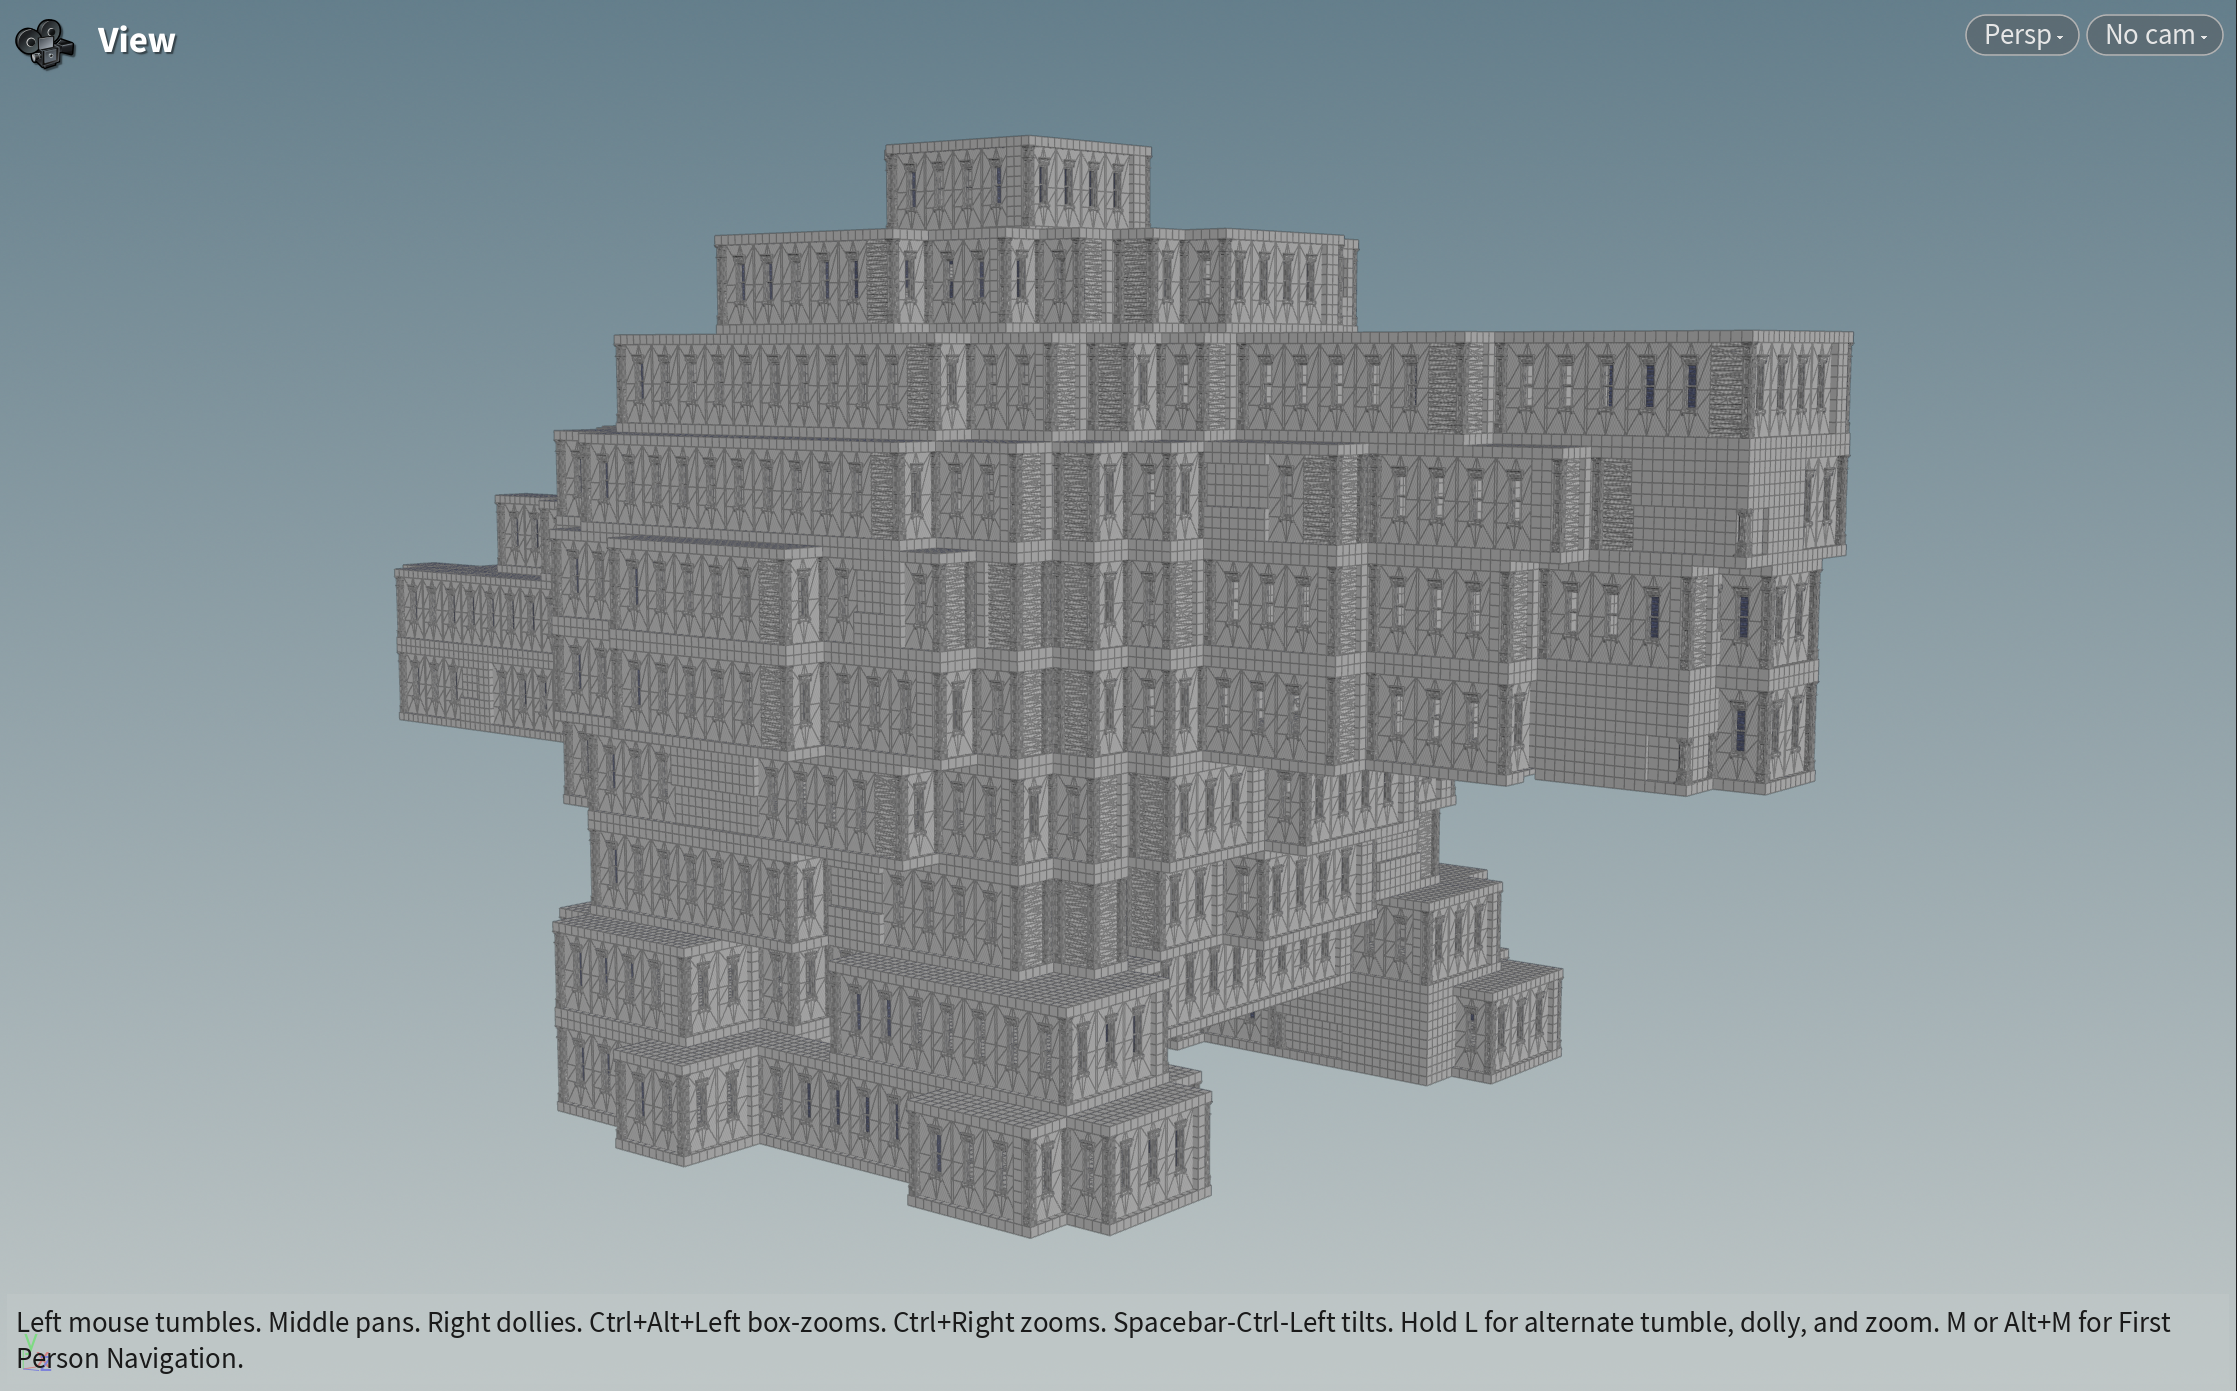 View
Persp
No cam
Left mouse tumbles. Middle pans. Right dollies. Ctrl+Alt+Left box-zooms. Ctrl+Right zooms. Spacebar-Ctrl-Left tilts. Hold L for alternate tumble, dolly, and zoom. M or Alt+M for First
Person Navigation.